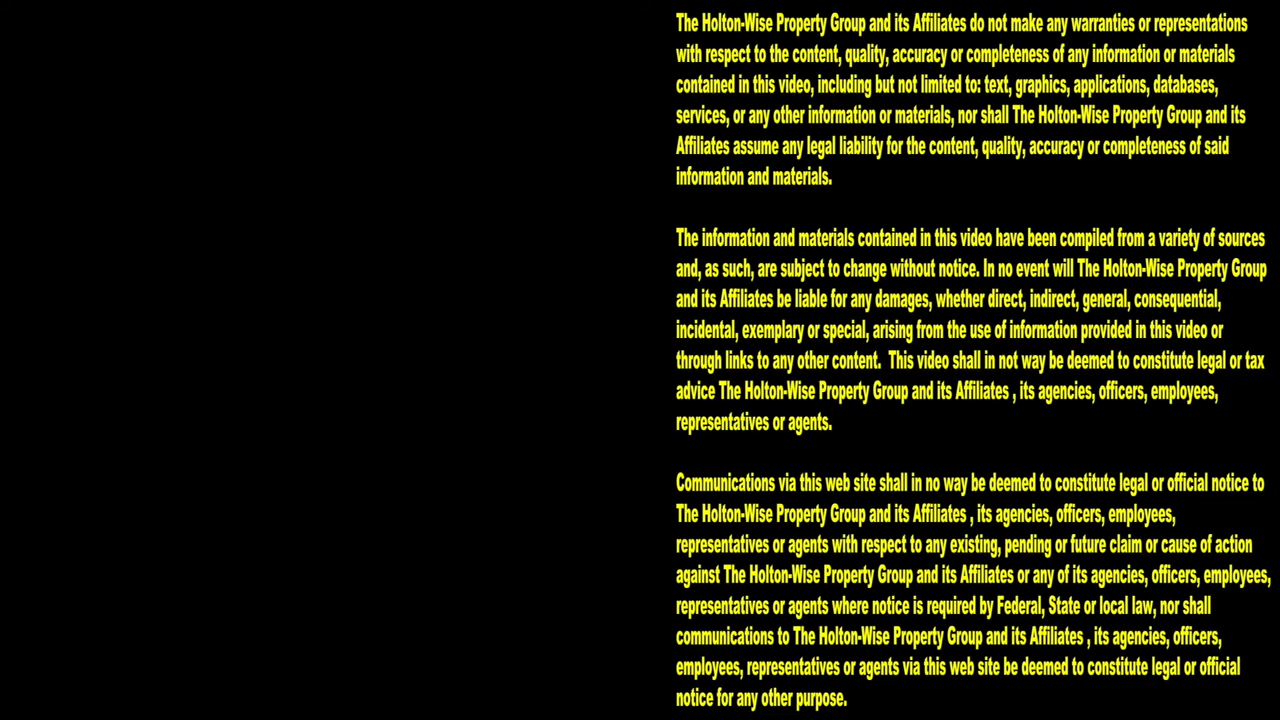 The Holton-Wise Property Group and its Affiliates do not make any warranties or representations
with respect to the content, quality, accuracy or completeness of any information or materials
contained in this video, including but not limited to: text, graphics, applications, databases,
services, or any other information or materials, nor shall The Holton-Wise Property Group and its
Affiliates assume any legal liability for the content, quality, accuracy or completeness of said
information and materials.
The information and materials contained in this video have been compiled from a variety of sources
and, as such, are subject to change without notice. In no event will The Holton-Wise Property Group
and its Affiliates be liable for any damages, whether direct, indirect, general, consequential,
incidental, exemplary or special, arising from the use of information provided in this video or
through links to any other content.  This video shall in not way be deemed to constitute legal or tax
advice The Holton-Wise Property Group and its Affiliates , its agencies, officers, employees,
representatives or agents.
Communications via this web site shall in no way be deemed to constitute legal or official notice to
The Holton-Wise Property Group and its Affiliates , its agencies, officers, employees,
representatives or agents with respect to any existing, pending or future claim or cause of action
against The Holton-Wise Property Group and its Affiliates or any of its agencies, officers, employees,
representatives or agents where notice is required by Federal, State or local law, nor shall
communications to The Holton-Wise Property Group and its Affiliates , its agencies, officers,
employees, representatives or agents via this web site be deemed to constitute legal or official
notice for any other purpose.